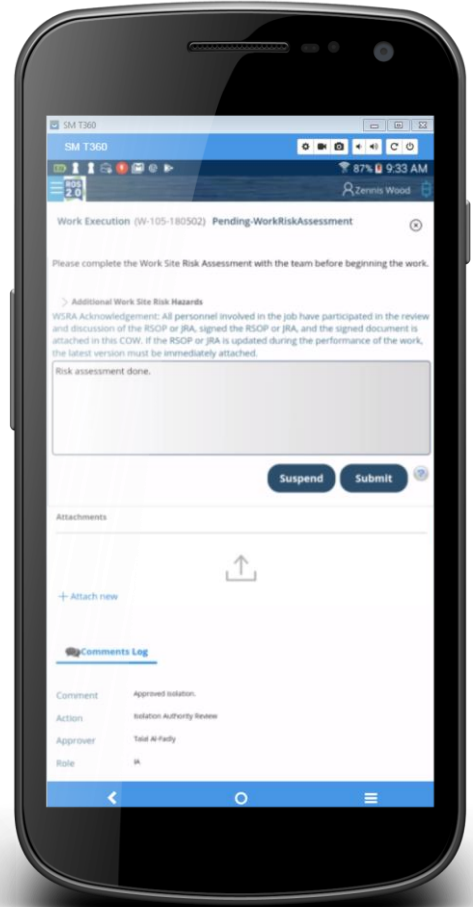 SM T360
SM T360
87% 9:33 AM
ROS 2.0
Zennis Wood
Work Execution (W-105-180502) Pending-WorkRiskAssessment
Please complete the Work Site Risk Assessment with the team before beginning the work.
Additional Work Site Risk Hazards
WSRA Acknowledgement: All personnel involved in the job have participated in the review
and discussion of the RSOP or JRA, signed the RSOP or JRA, and the signed document is
attached in this COW. If the RSOP or JRA is updated during the performance of the work,
the latest version must be immediately attached.
Risk assessment done.
Suspend Submit ?
Attachments
+ Attach new
Comments Log
Comment Approved isolation.
Action Isolation Authority Review
Approver Talal Al-Fadly
Role IA